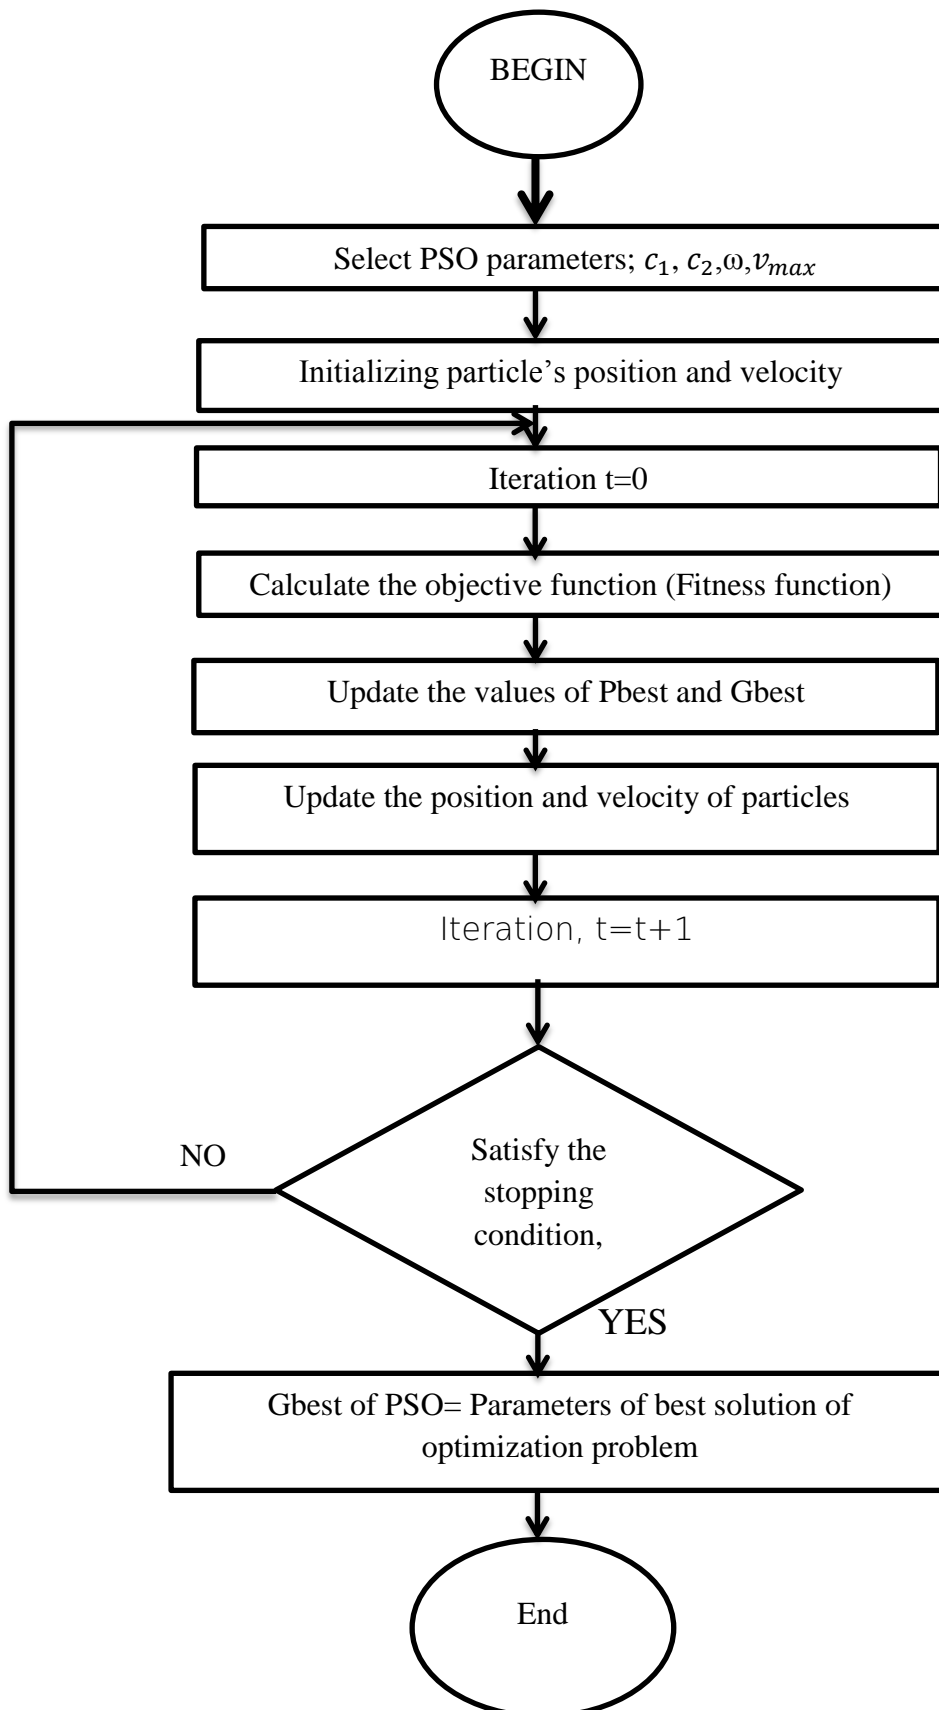 BEGIN
Select PSO parameters; c₁, c₂,ω,vₘₐₓ
Initializing particle’s position and velocity
Iteration t=0
Calculate the objective function (Fitness function)
Update the values of Pbest and Gbest
Update the position and velocity of particles
Iteration, t=t+1
NO
Satisfy the
stopping
condition,
YES
Gbest of PSO= Parameters of best solution of
optimization problem
End